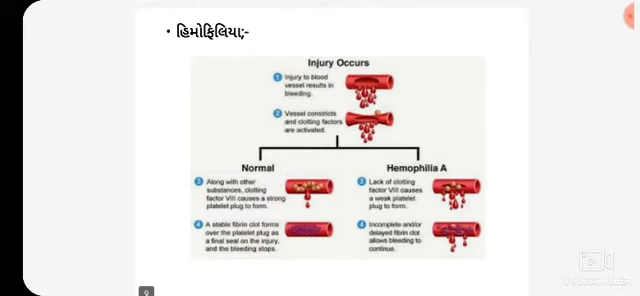 • હિમોફિલિયા;-
Injury Occurs
1 Injury to blood
vessel results in
bleeding.
2 Vessel constricts
and clotting factors
are activated.
Normal
3 Along with other
substances, clotting
factor VIII causes a strong
platelet plug to form.
4 A stable fibrin clot forms
over the platelet plug as
a final seal on the injury,
and the bleeding stops.
Hemophilia A
3 Lack of clotting
factor VIII causes
a weak platelet
plug to form.
4 Incomplete and/or
delayed fibrin clot
allows bleeding to
continue.
9
V RECORDER